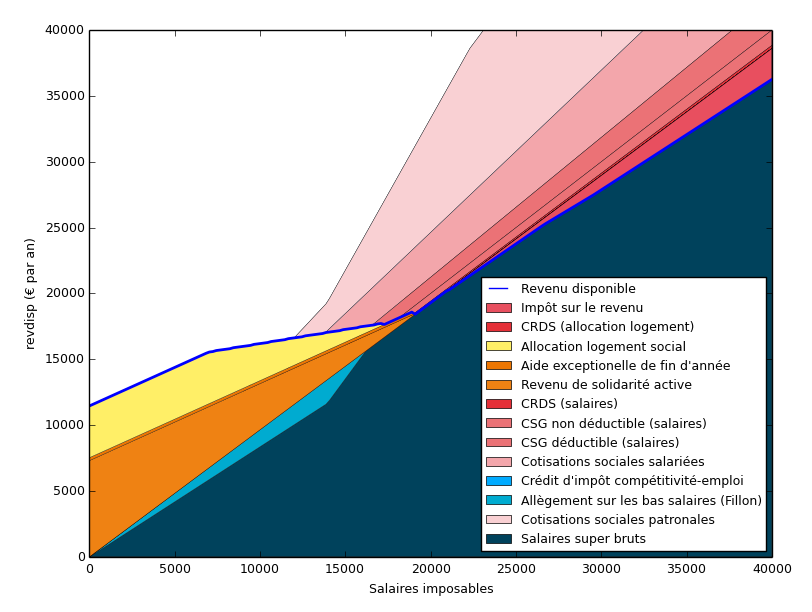 40000
35000
30000
25000
20000
15000
10000
5000
0
revdisp (€ par an)
0 5000 10000 15000 20000 25000 30000 35000 40000
Salaires imposables
Revenu disponible
Impôt sur le revenu
CRDS (allocation logement)
Allocation logement social
Aide exceptionelle de fin d'année
Revenu de solidarité active
CRDS (salaires)
CSG non déductible (salaires)
CSG déductible (salaires)
Cotisations sociales salariées
Crédit d'impôt compétitivité-emploi
Allègement sur les bas salaires (Fillon)
Cotisations sociales patronales
Salaires super bruts